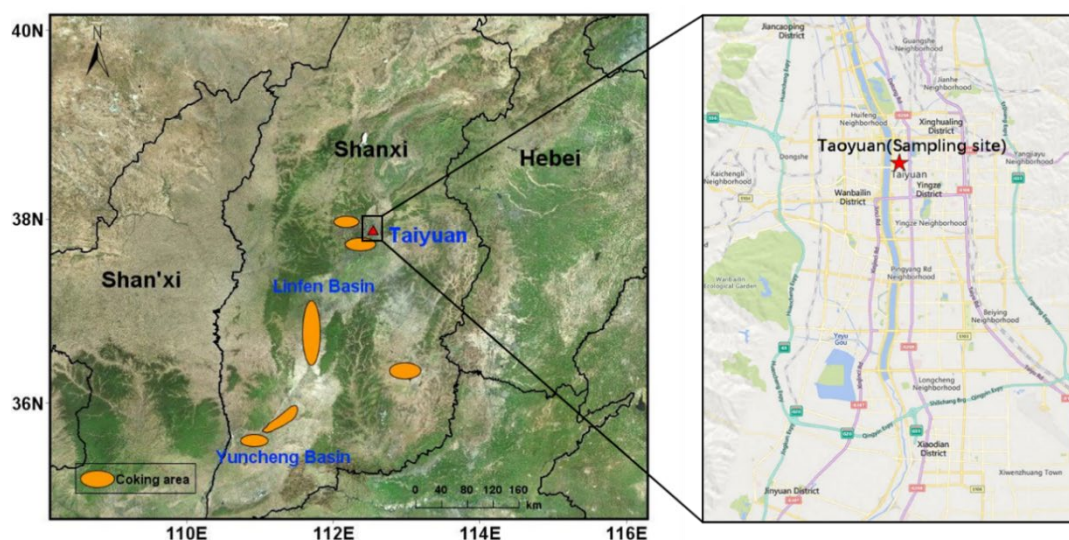 40N
N
38N
36N
110E
112E
114E
116E
Shanxi
Hebei
Taiyuan
Shan'xi
Linfen Basin
Yuncheng Basin
Coking area
0 40 80 120 160
km
Jiancaoping
District
Guangshe
Neighborhood
Jianhe
Neighborhood
Huifeng
Neighborhood
Xinghualing
District
Taoyuan(Sampling site)
Dongshe
Yangjiayu
Neighborhood
Kaichengli
Neighborhood
Taiyuan
Wanbailin
District
Yingze
District
Yingze Neighborhood
Wanbailin
Ecological Garden
Pingyang Rd
Neighborhood
Beiying
Neighborhood
Yayu
Gou
Longcheng
Neighborhood
Xiaodian
District
Xiwenzhuang Town
Jinyuan District